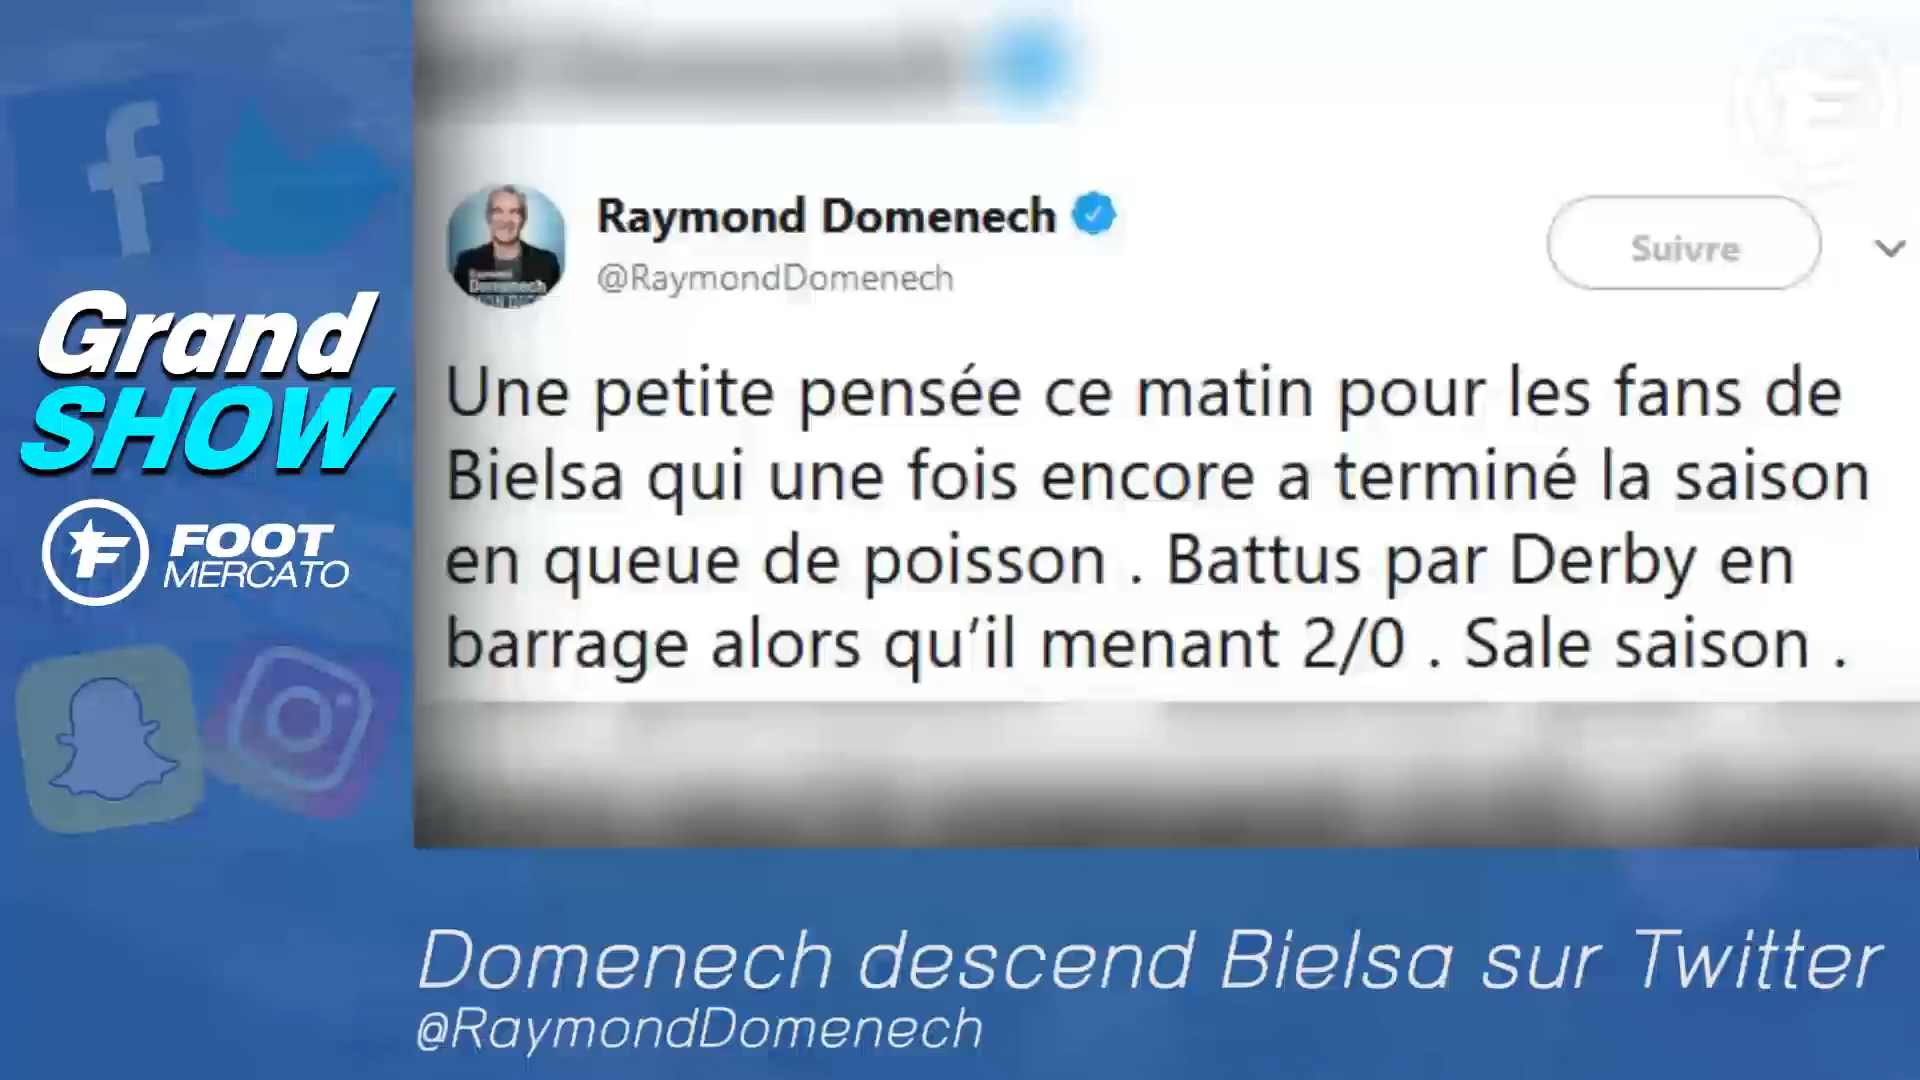 Grand
SHOW
FOOT
MERCATO
Raymond Domenech
@RaymondDomenech
Suivre
Une petite pensée ce matin pour les fans de
Bielsa qui une fois encore a terminé la saison
en queue de poisson . Battus par Derby en
barrage alors qu’il menant 2/0 . Sale saison .
Domenech descend Bielsa sur Twitter
@RaymondDomenech